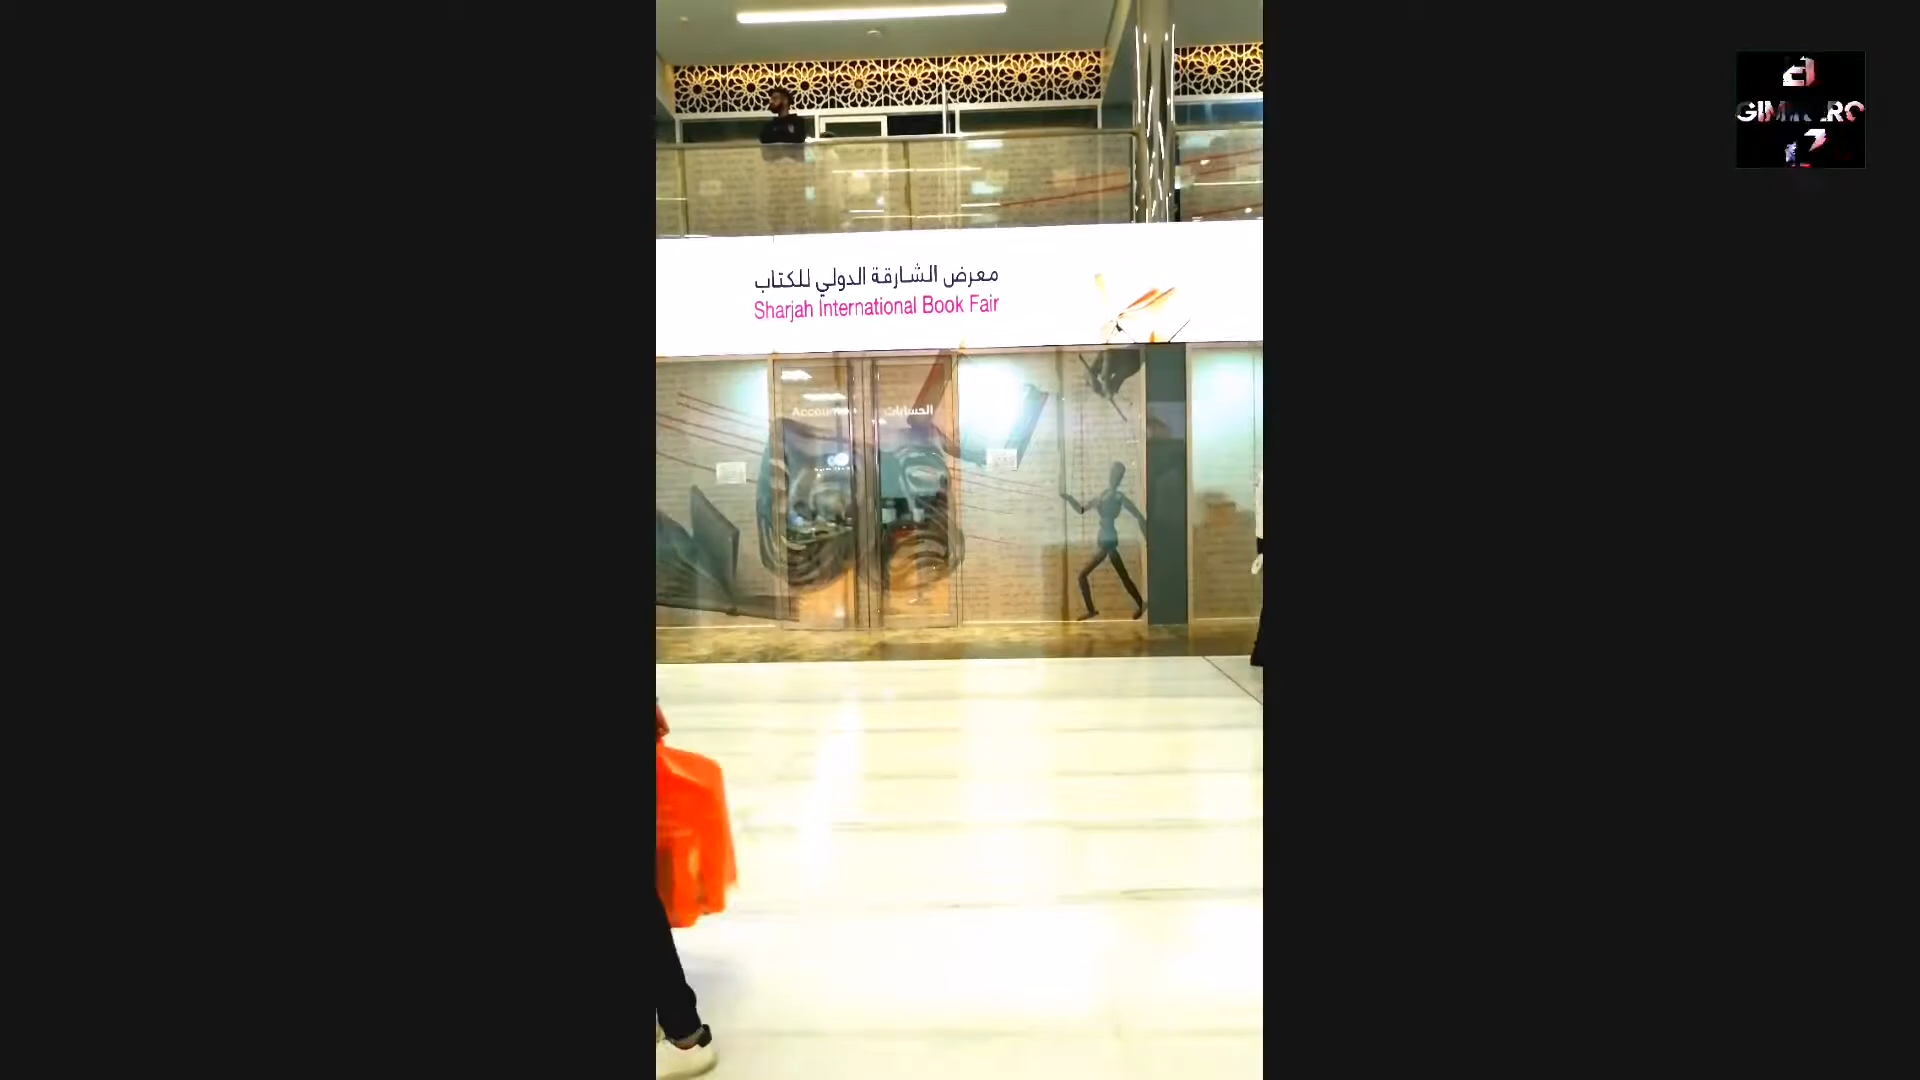 معرض الشارقة الدولي للكتاب
Sharjah International Book Fair
الحسابات